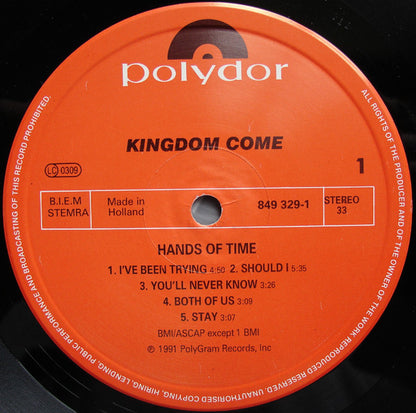 polydor
KINGDOM COME
1
LC 0309
B.I.E.M
STEMRA
Made in
Holland
849 329-1
STEREO
33
HANDS OF TIME
1. I'VE BEEN TRYING 4:50 2. SHOULD I 5:35
3. YOU'LL NEVER KNOW 3:26
4. BOTH OF US 3:09
5. STAY 3:07
BMI/ASCAP except 1 BMI
℗ 1991 PolyGram Records, Inc
ALL RIGHTS OF THE PRODUCER AND OF THE OWNER OF THE WORK REPRODUCED RESERVED. UNAUTHORISED COPYING, HIRING, LENDING, PUBLIC PERFORMANCE AND BROADCASTING OF THIS RECORD PROHIBITED.